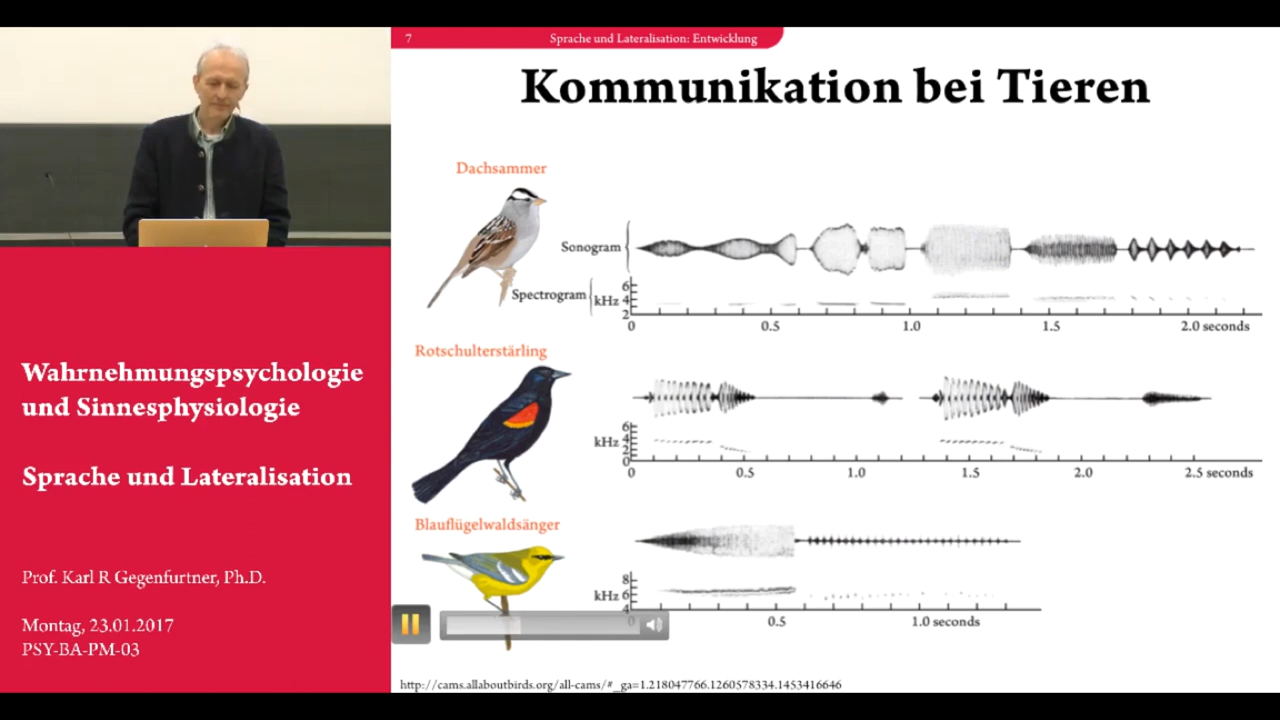 7
Sprache und Lateralisation: Entwicklung
Kommunikation bei Tieren
Dachsammer
Sonogram
Spectrogram
kHz
6
4
2
0
0.5
1.0
1.5
2.0 seconds
Rotschulterstärling
kHz
6
4
2
0
0
0.5
1.0
1.5
2.0
2.5 seconds
Blauflügelwaldsänger
kHz
8
6
4
0
0.5
1.0 seconds
http://cams.allaboutbirds.org/all-cams/#_ga=1.218047766.1260578334.1453416646
Wahrnehmungspsychologie
und Sinnesphysiologie
Sprache und Lateralisation
Prof. Karl R Gegenfurtner, Ph.D.
Montag, 23.01.2017
PSY-BA-PM-03